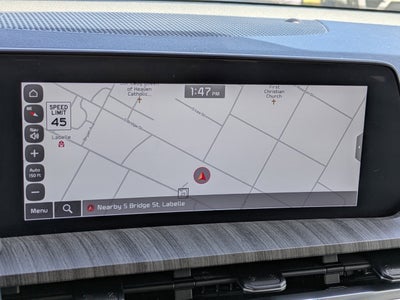 of Heaven
Catholic...
1:47 PM
First
Christian
Church
SPEED
LIMIT
45
Nav
Labelle
Auto
150 ft
Menu
Nearby S Bridge St, Labelle